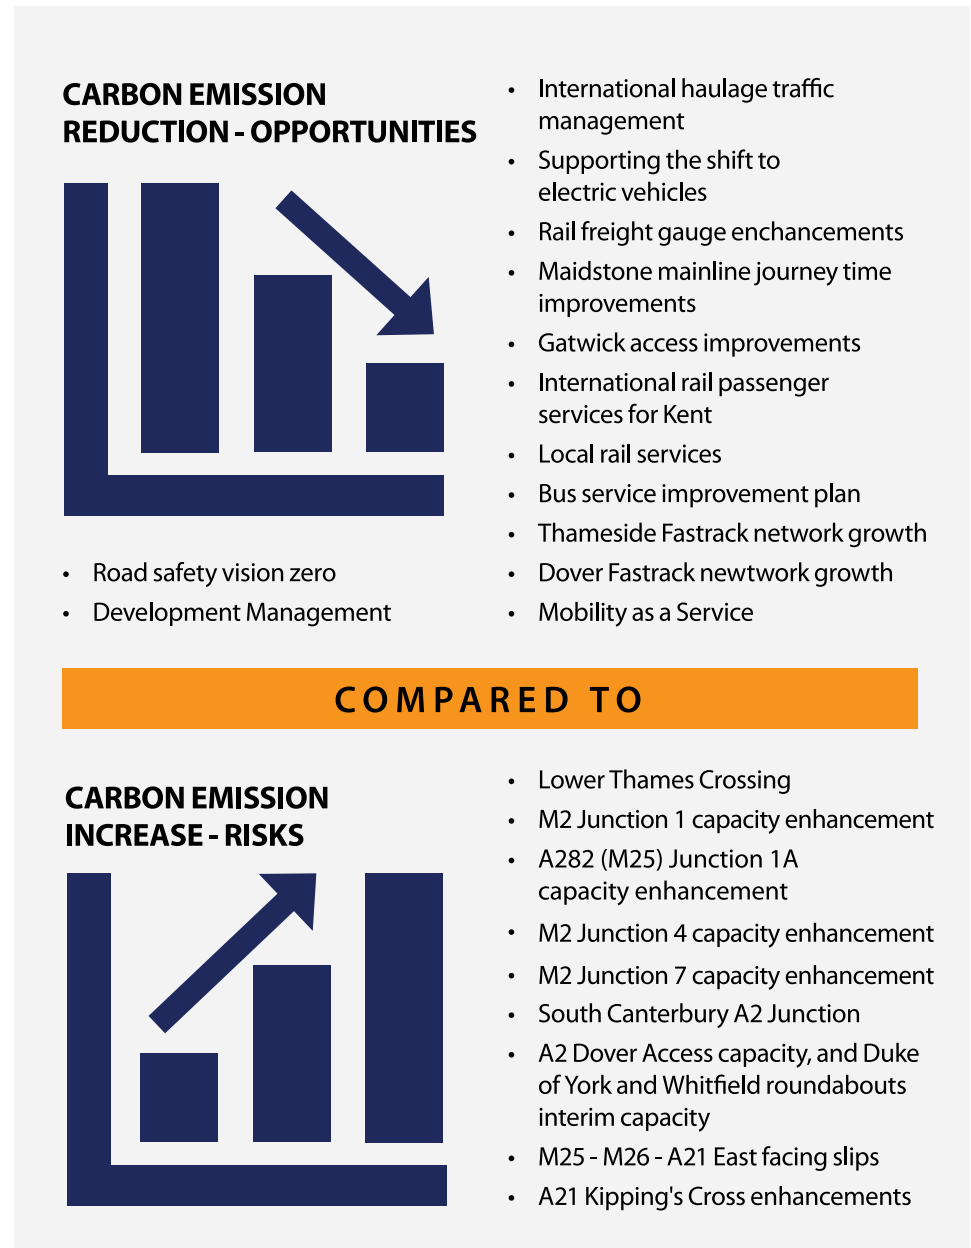 CARBON EMISSION
REDUCTION - OPPORTUNITIES
• Road safety vision zero
• Development Management
• International haulage traffic
management
• Supporting the shift to
electric vehicles
• Rail freight gauge enchancements
• Maidstone mainline journey time
improvements
• Gatwick access improvements
• International rail passenger
services for Kent
• Local rail services
• Bus service improvement plan
• Thameside Fastrack network growth
• Dover Fastrack newtwork growth
• Mobility as a Service
COMPARED TO
CARBON EMISSION
INCREASE - RISKS
• Lower Thames Crossing
• M2 Junction 1 capacity enhancement
• A282 (M25) Junction 1A
capacity enhancement
• M2 Junction 4 capacity enhancement
• M2 Junction 7 capacity enhancement
• South Canterbury A2 Junction
• A2 Dover Access capacity, and Duke
of York and Whitfield roundabouts
interim capacity
• M25 - M26 - A21 East facing slips
• A21 Kipping's Cross enhancements